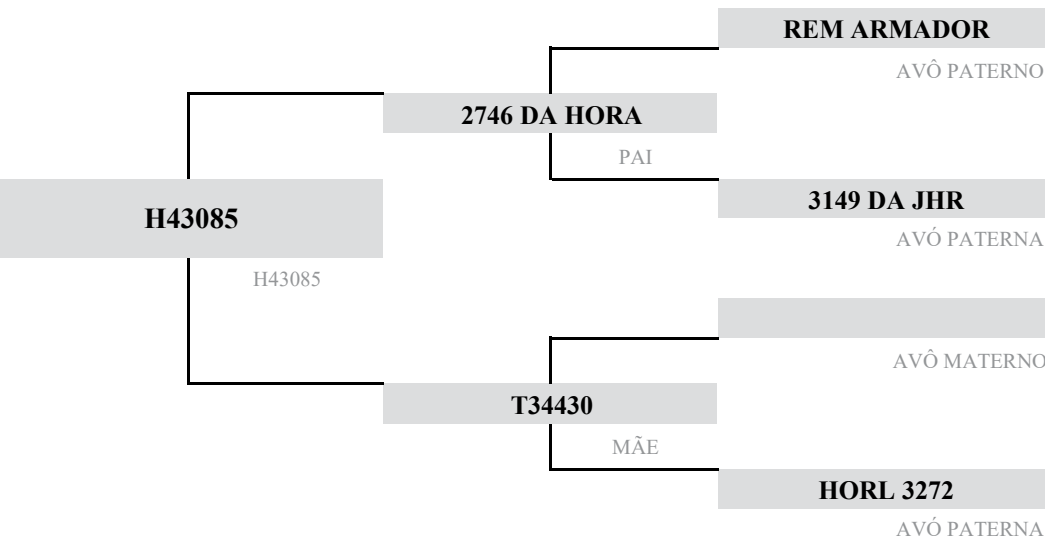 REM ARMADOR
AVÔ PATERNO
2746 DA HORA
PAI
3149 DA JHR
AVÓ PATERNA
H43085
H43085
AVÔ MATERNO
T34430
MÃE
HORL 3272
AVÓ PATERNA